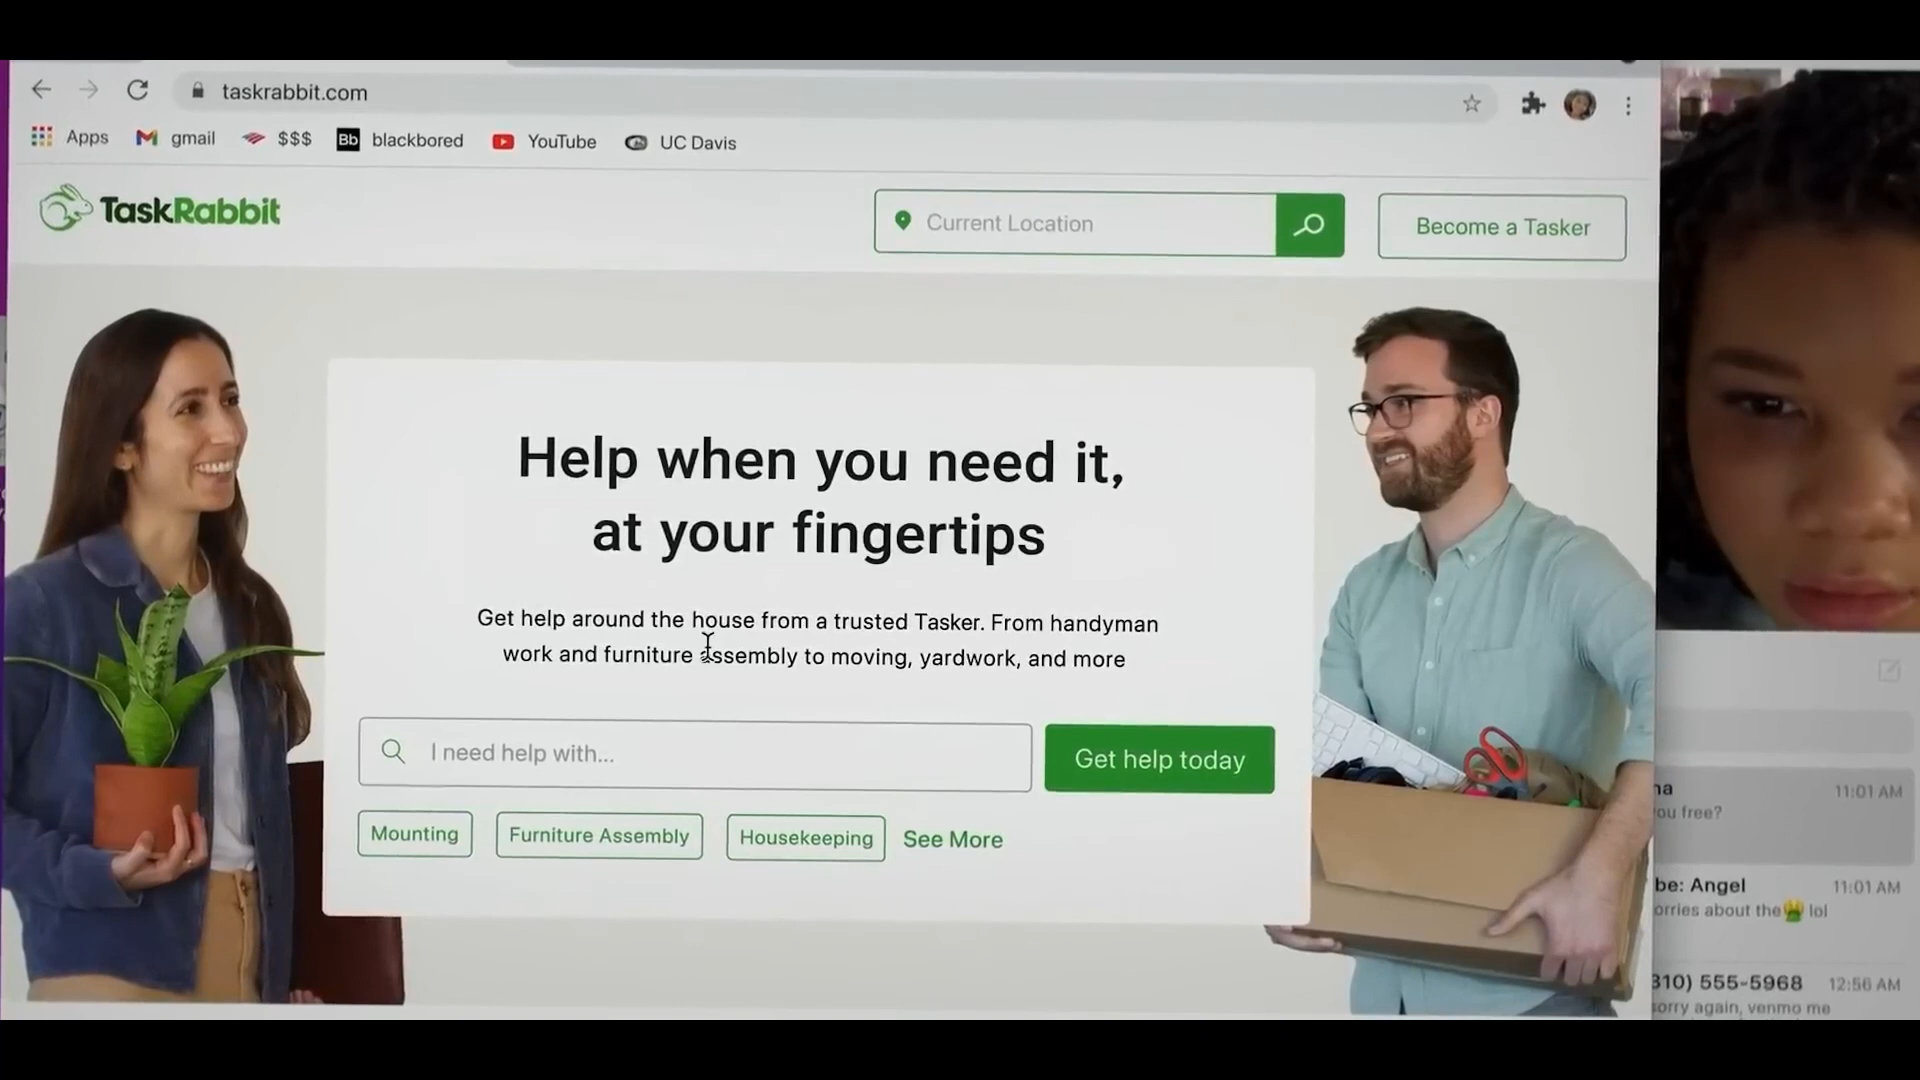 taskrabbit.com
Apps gmail $$$ Bb blackbored YouTube UC Davis
TaskRabbit
Current Location
Become a Tasker
Help when you need it,
at your fingertips
Get help around the house from a trusted Tasker. From handyman
work and furniture assembly to moving, yardwork, and more
I need help with...
Get help today
Mounting Furniture Assembly Housekeeping See More
11:01 AM
you free?
be: Angel 11:01 AM
orries about the🤮 lol
310) 555-5968 12:56 AM
sorry again, venmo me